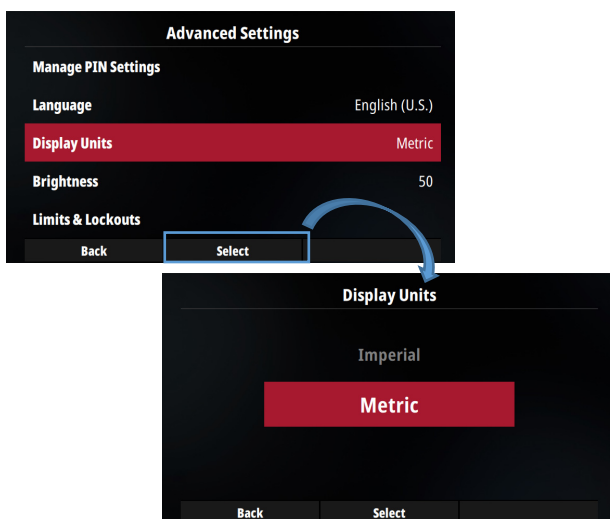 Advanced Settings
Manage PIN Settings
Language English (U.S.)
Display Units Metric
Brightness 50
Limits & Lockouts
Back Select
Display Units
Imperial
Metric
Back Select